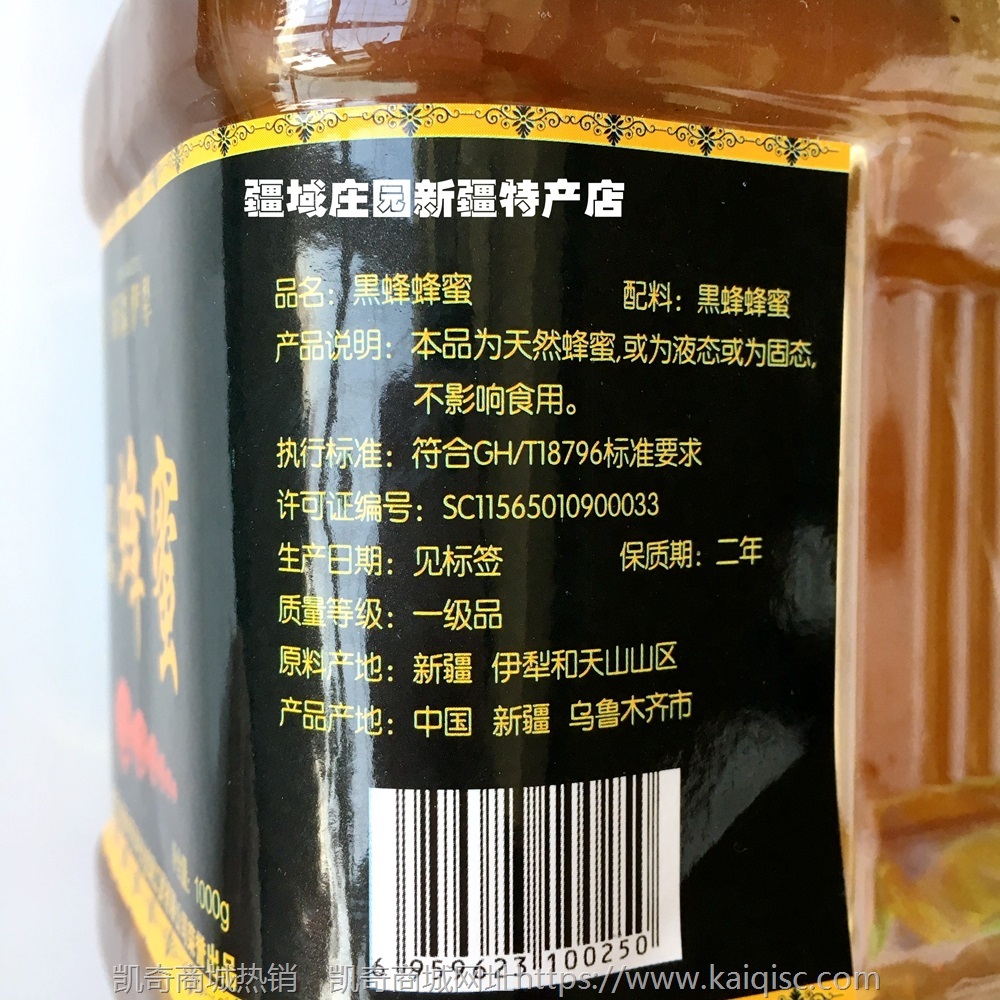 疆域庄园新疆特产店
品名：黒蜂蜂蜜 配料：黒蜂蜂蜜
产品说明：本品为天然蜂蜜,或为液态或为固态,
不影响食用。
执行标准：符合GH/T18796标准要求
许可证编号：SC11565010900033
生产日期：见标签 保质期：二年
质量等级：一级品
原料产地：新疆 伊犁和天山山区
产品产地：中国 新疆 乌鲁木齐市
蜂蜜
1000g
出品
6 958623 100250
凯奇商城热销 凯奇商城网址https://www.kaiqisc.com/